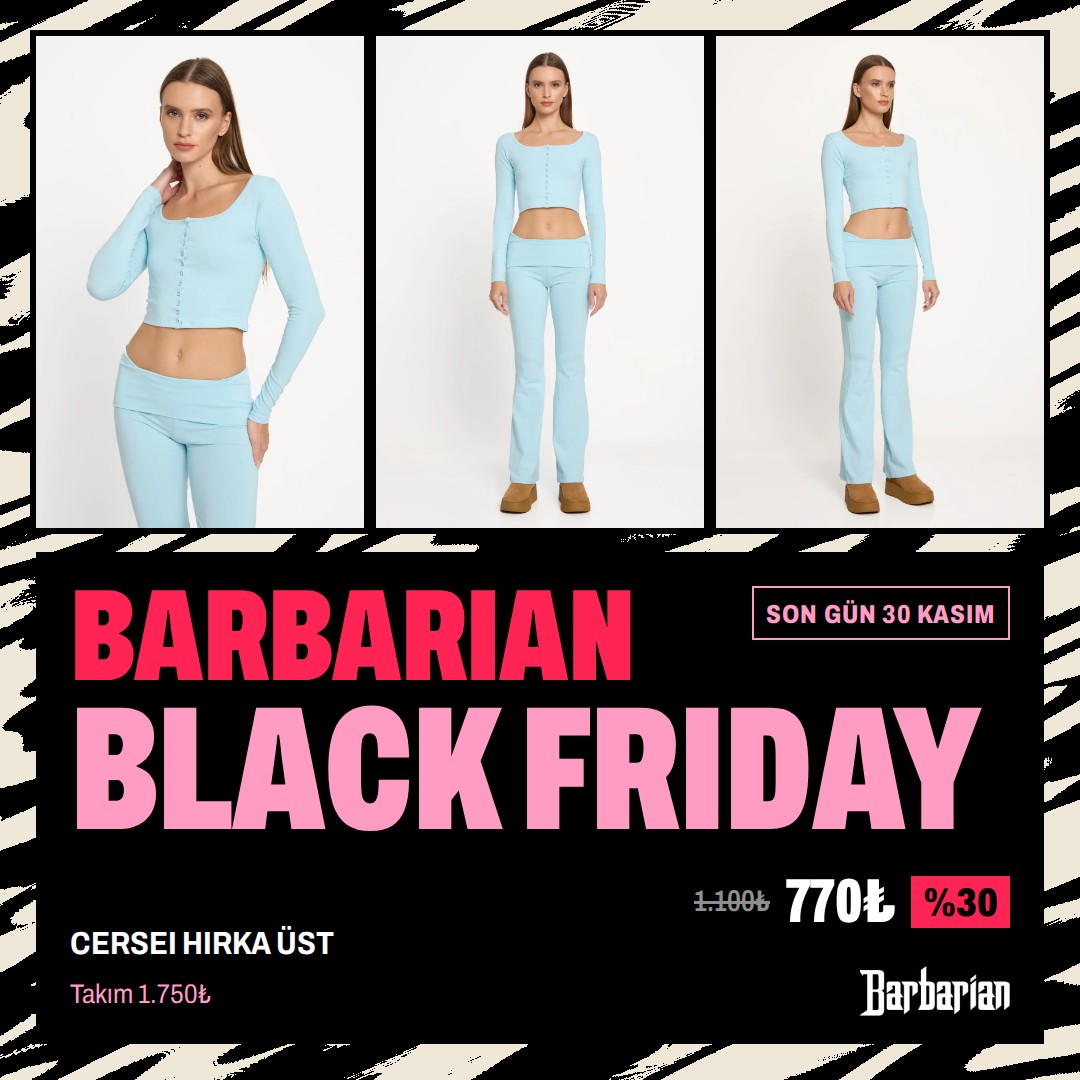 BARBARIAN
SON GÜN 30 KASIM
BLACK FRIDAY
1.100₺ 770₺ %30
CERSEI HIRKA ÜST
Takım 1.750₺
Barbarian